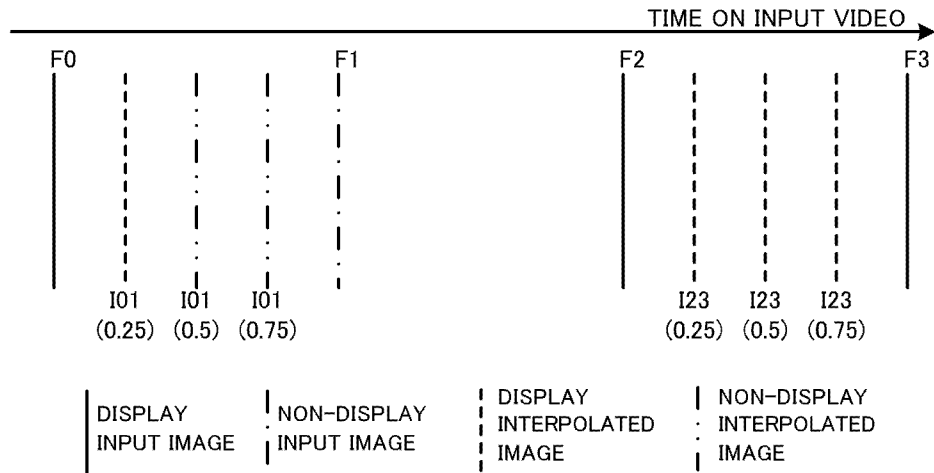 TIME ON INPUT VIDEO
F0 F1 F2 F3
I01 I01 I01 I23 I23 I23
(0.25) (0.5) (0.75) (0.25) (0.5) (0.75)
DISPLAY
INPUT IMAGE
NON-DISPLAY
INPUT IMAGE
DISPLAY
INTERPOLATED
IMAGE
NON-DISPLAY
INTERPOLATED
IMAGE